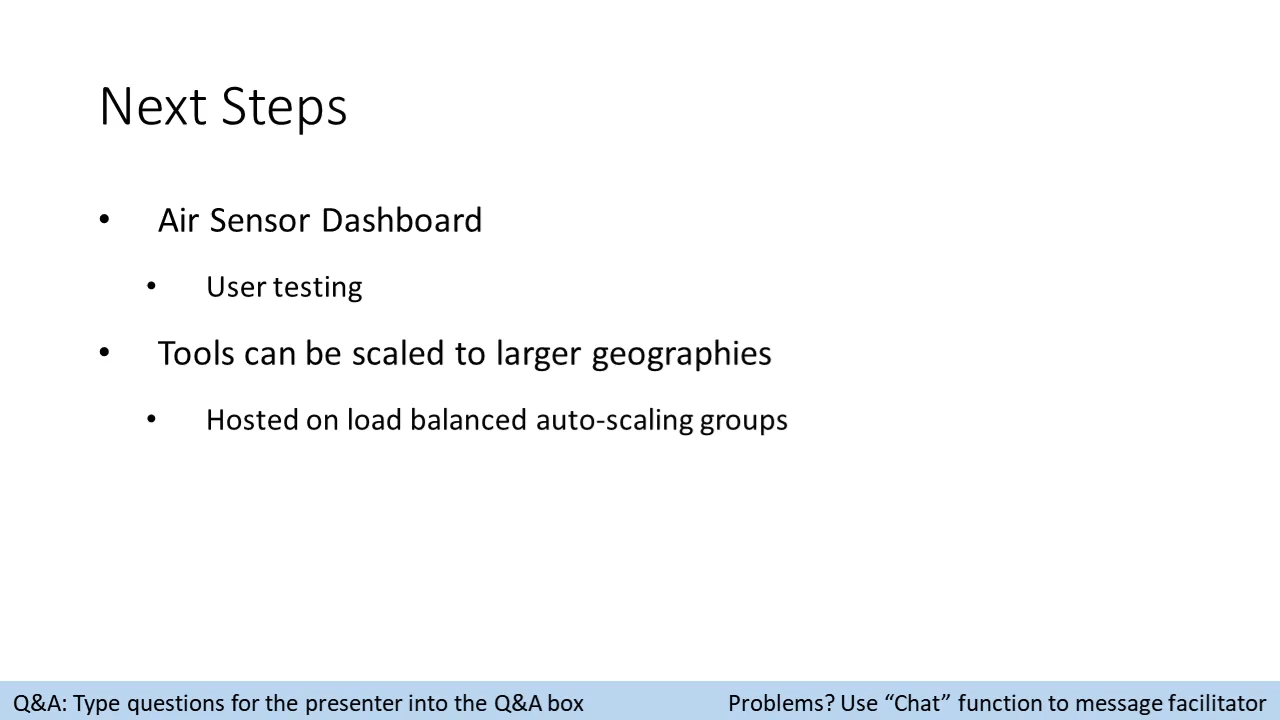 Next Steps
• Air Sensor Dashboard
• User testing
• Tools can be scaled to larger geographies
• Hosted on load balanced auto-scaling groups
Q&A: Type questions for the presenter into the Q&A box
Problems? Use “Chat” function to message facilitator